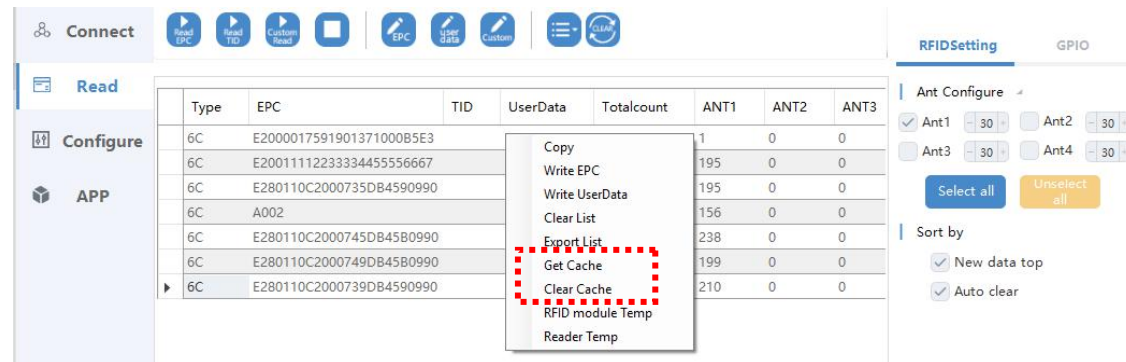 Connect
Read
Configure
APP
Read EPC
Read TID
Custom Read
EPC
user data
Custom
CLEAR
Type EPC TID UserData Totalcount ANT1 ANT2 ANT3
6C E2000017591901371000B5E3 1 0 0
6C E20011112233334455556667 195 0 0
6C E280110C2000735DB4590990 195 0 0
6C A002 156 0 0
6C E280110C2000745DB45B0990 238 0 0
6C E280110C2000749DB45B0990 199 0 0
6C E280110C2000739DB4590990 210 0 0
Copy
Write EPC
Write UserData
Clear List
Export List
Get Cache
Clear Cache
RFID module Temp
Reader Temp
RFIDSetting GPIO
Ant Configure
Ant1 - 30 + Ant2 - 30 +
Ant3 - 30 + Ant4 - 30 +
Select all
Unselect all
Sort by
New data top
Auto clear